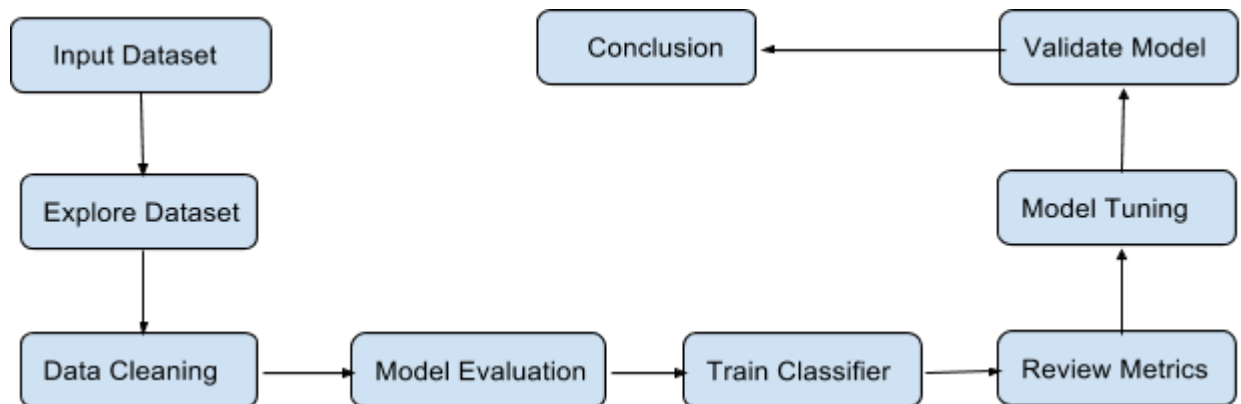 Input Dataset
Explore Dataset
Data Cleaning
Model Evaluation
Train Classifier
Review Metrics
Model Tuning
Validate Model
Conclusion